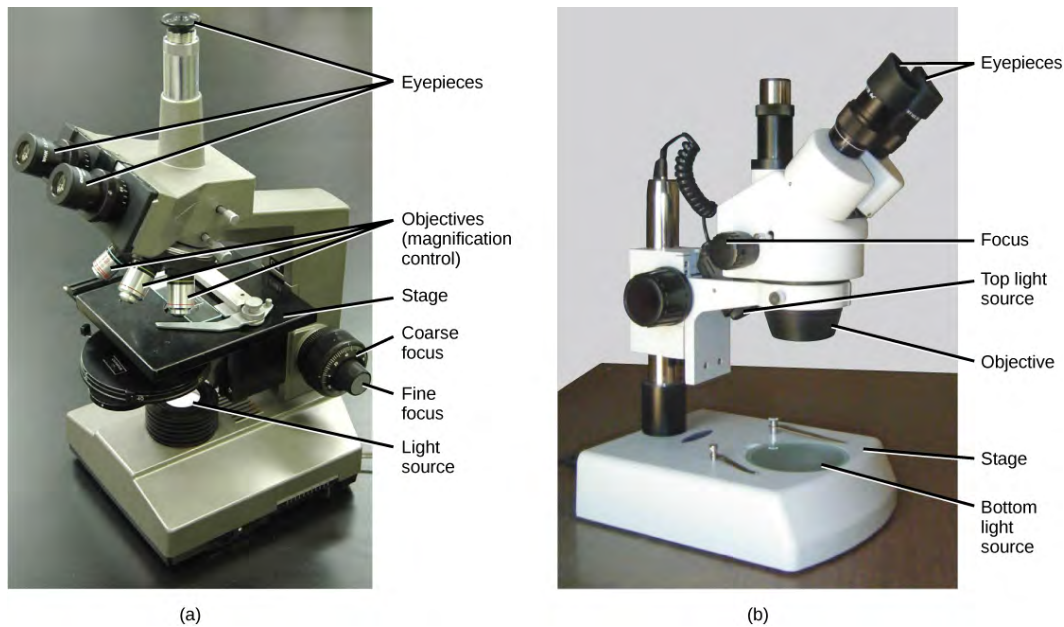 Eyepieces
Objectives
(magnification
control)
Stage
Coarse
focus
Fine
focus
Light
source
(a)
Eyepieces
Focus
Top light
source
Objective
Stage
Bottom
light
source
(b)